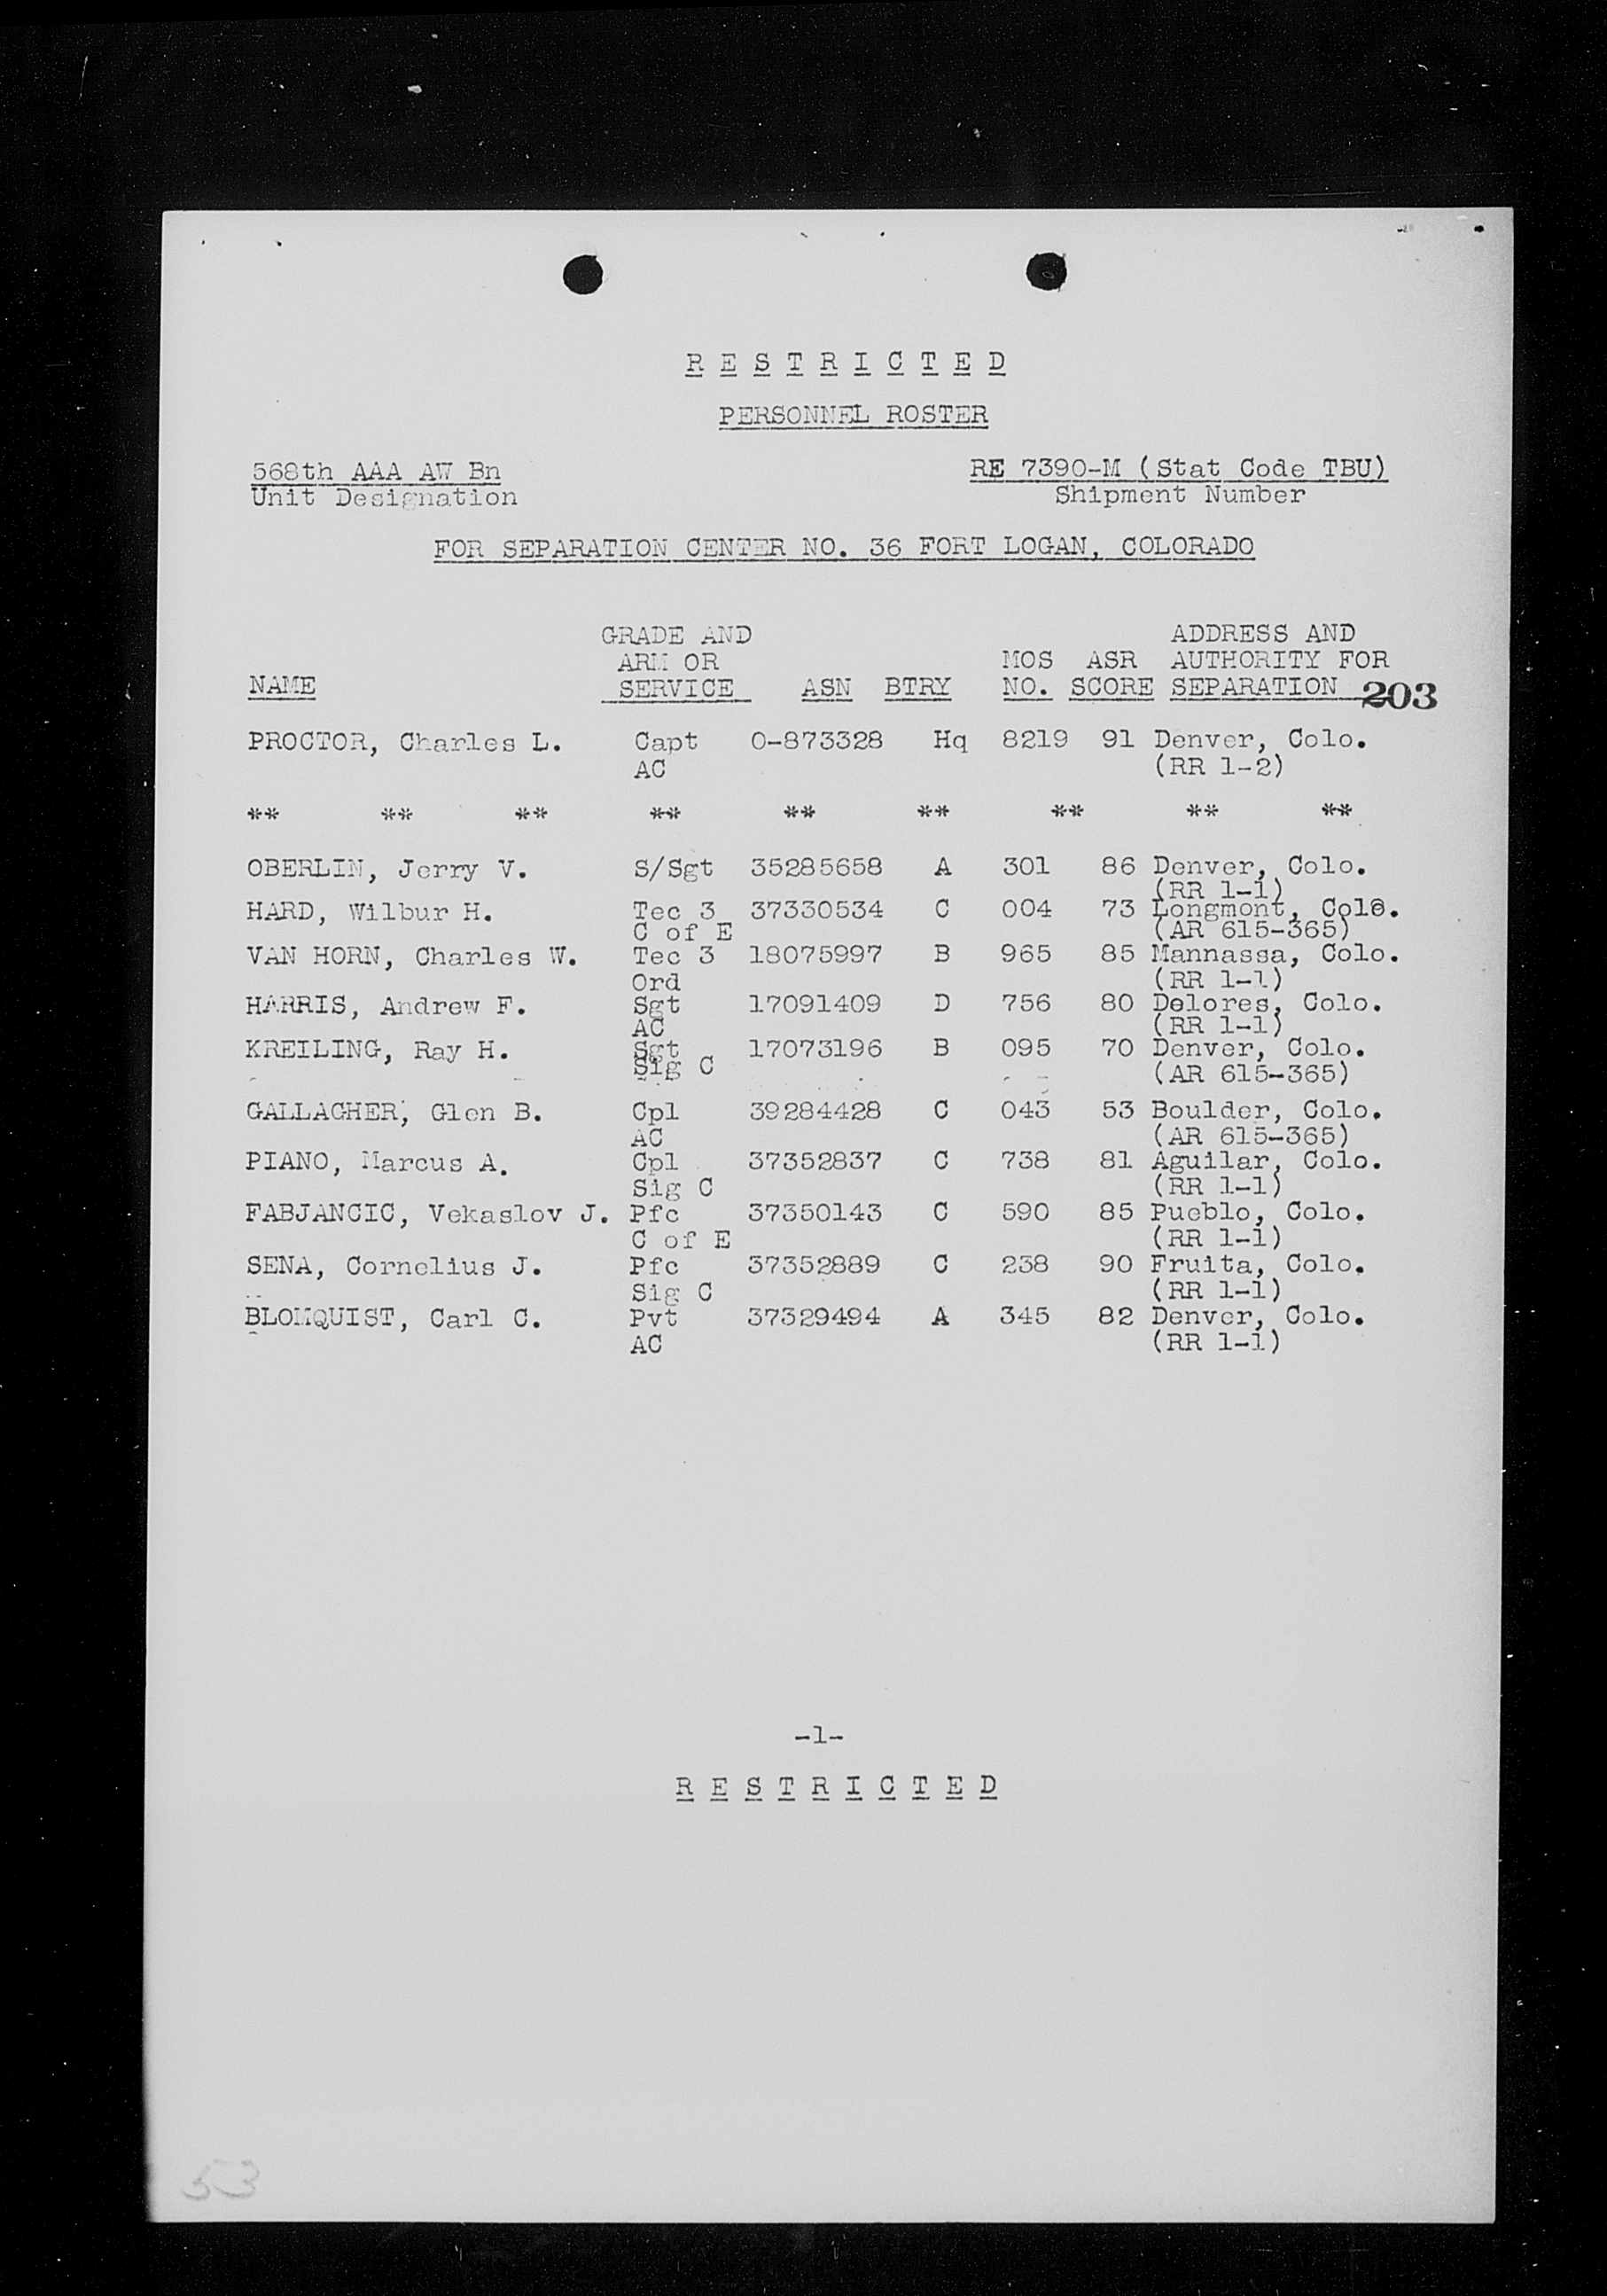 R E S T R I C T E D
PERSONNEL ROSTER
568th AAA AW Bn RE 7390-M (Stat Code TBU)
Unit Designation Shipment Number
FOR SEPARATION CENTER NO. 36 FORT LOGAN, COLORADO
GRADE AND ADDRESS AND
ARM OR MOS ASR AUTHORITY FOR
NAME SERVICE ASN BTRY NO. SCORE SEPARATION 203
PROCTOR, Charles L. Capt O-873328 Hq 8219 91 Denver, Colo.
AC (RR 1-2)
** ** ** ** ** ** ** ** **
OBERLIN, Jerry V. S/Sgt 35285658 A 301 86 Denver, Colo.
(RR 1-1)
HARD, Wilbur H. Tec 3 37330534 C 004 73 Longmont, Colo.
C of E (AR 615-365)
VAN HORN, Charles W. Tec 3 18075997 B 965 85 Mannassa, Colo.
Ord (RR 1-1)
HARRIS, Andrew F. Sgt 17091409 D 756 80 Delores, Colo.
AC (RR 1-1)
KREILING, Ray H. Sgt 17073196 B 095 70 Denver, Colo.
Sig C (AR 615-365)
GALLAGHER, Glen B. Cpl 39284428 C 043 53 Boulder, Colo.
AC (AR 615-365)
PIANO, Marcus A. Cpl 37352837 C 738 81 Aguilar, Colo.
Sig C (RR 1-1)
FABJANCIC, Vekaslov J. Pfc 37350143 C 590 85 Pueblo, Colo.
C of E (RR 1-1)
SENA, Cornelius J. Pfc 37352889 C 238 90 Fruita, Colo.
Sig C (RR 1-1)
BLOMQUIST, Carl C. Pvt 37329494 A 345 82 Denver, Colo.
AC (RR 1-1)
-1-
R E S T R I C T E D
53